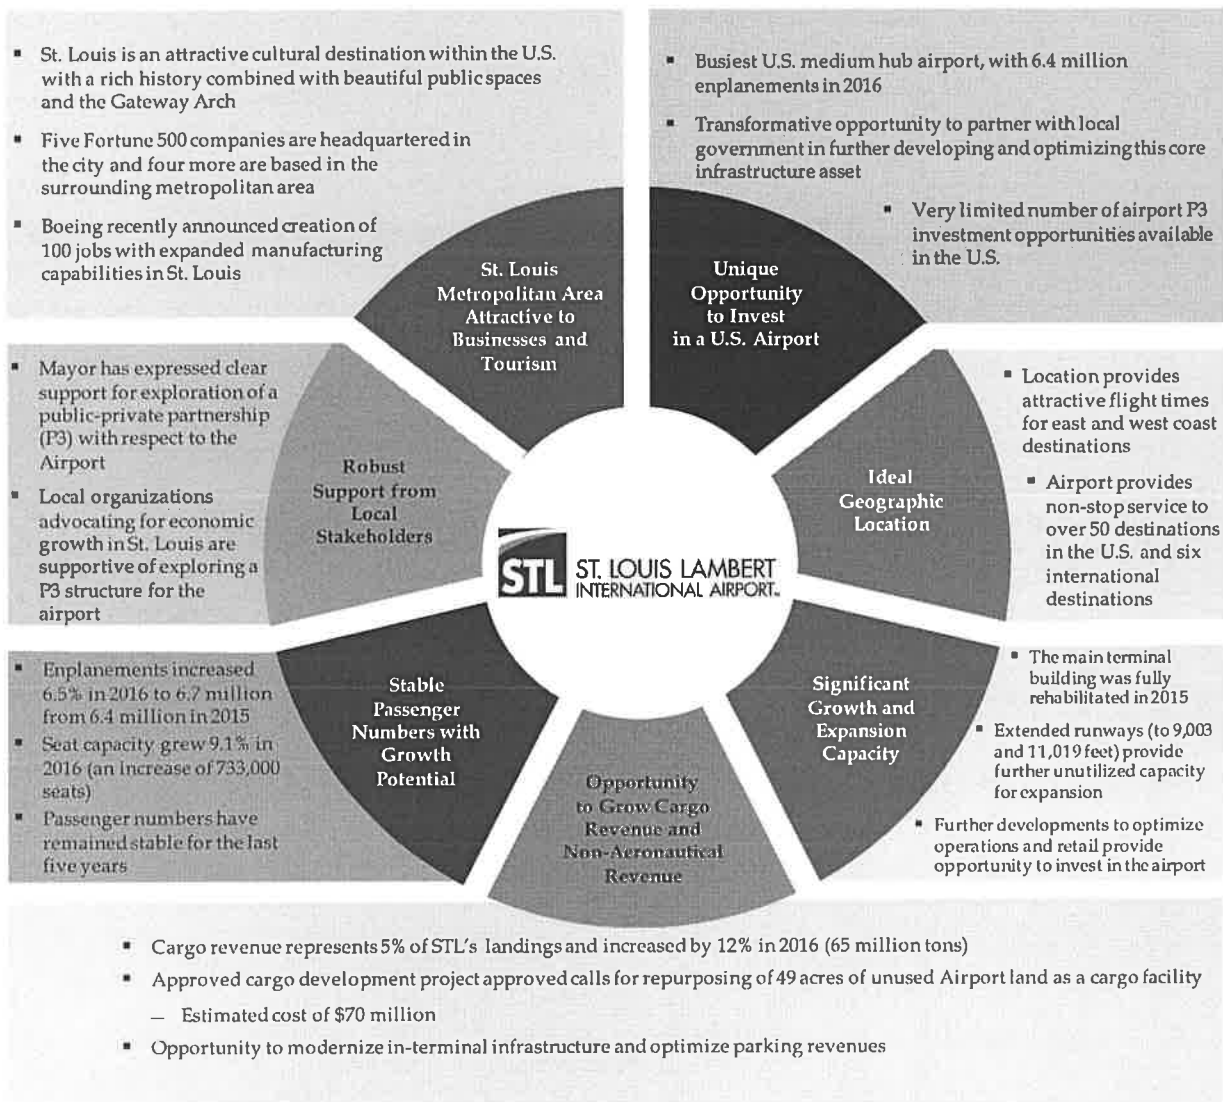 ▪ St. Louis is an attractive cultural destination within the U.S.
with a rich history combined with beautiful public spaces
and the Gateway Arch
▪ Five Fortune 500 companies are headquartered in
the city and four more are based in the
surrounding metropolitan area
▪ Boeing recently announced creation of
100 jobs with expanded manufacturing
capabilities in St. Louis
St. Louis
Metropolitan Area
Attractive to
Businesses and
Tourism
▪ Busiest U.S. medium hub airport, with 6.4 million
enplanements in 2016
▪ Transformative opportunity to partner with local
government in further developing and optimizing this core
infrastructure asset
▪ Very limited number of airport P3
investment opportunities available
in the U.S.
Unique
Opportunity
to Invest
in a U.S. Airport
▪ Mayor has expressed clear
support for exploration of a
public-private partnership
(P3) with respect to the
Airport
▪ Local organizations
advocating for economic
growth in St. Louis are
supportive of exploring a
P3 structure for the
airport
Robust
Support from
Local
Stakeholders
STL
ST. LOUIS LAMBERT
INTERNATIONAL AIRPORT
Ideal
Geographic
Location
▪ Location provides
attractive flight times
for east and west coast
destinations
▪ Airport provides
non-stop service to
over 50 destinations
in the U.S. and six
international
destinations
▪ Enplanements increased
6.5% in 2016 to 6.7 million
from 6.4 million in 2015
▪ Seat capacity grew 9.1% in
2016 (an increase of 733,000
seats)
▪ Passenger numbers have
remained stable for the last
five years
Stable
Passenger
Numbers with
Growth
Potential
Opportunity
to Grow Cargo
Revenue and
Non-Aeronautical
Revenue
Significant
Growth and
Expansion
Capacity
▪ The main terminal
building was fully
rehabilitated in 2015
▪ Extended runways (to 9,003
and 11,019 feet) provide
further unutilized capacity
for expansion
▪ Further developments to optimize
operations and retail provide
opportunity to invest in the airport
▪ Cargo revenue represents 5% of STL's landings and increased by 12% in 2016 (65 million tons)
▪ Approved cargo development project approved calls for repurposing of 49 acres of unused Airport land as a cargo facility
— Estimated cost of $70 million
▪ Opportunity to modernize in-terminal infrastructure and optimize parking revenues